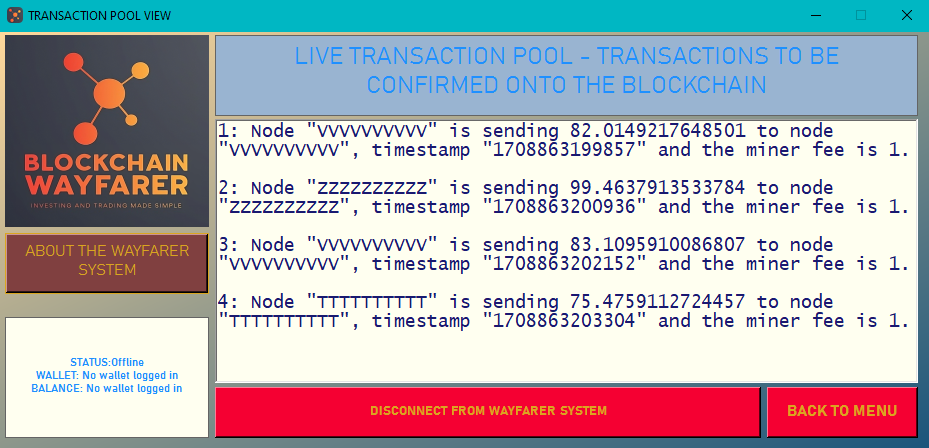 TRANSACTION POOL VIEW
BLOCKCHAIN
WAYFARER
INVESTING AND TRADING MADE SIMPLE
LIVE TRANSACTION POOL - TRANSACTIONS TO BE
CONFIRMED ONTO THE BLOCKCHAIN
1: Node "VVVVVVVVVV" is sending 82.0149217648501 to node
"VVVVVVVVVV", timestamp "1708863199857" and the miner fee is 1.
2: Node "ZZZZZZZZZZ" is sending 99.4637913533784 to node
"ZZZZZZZZZZ", timestamp "1708863200936" and the miner fee is 1.
3: Node "VVVVVVVVVV" is sending 83.1095910086807 to node
"VVVVVVVVVV", timestamp "1708863202152" and the miner fee is 1.
4: Node "TTTTTTTTTT" is sending 75.4759112724457 to node
"TTTTTTTTTT", timestamp "1708863203304" and the miner fee is 1.
ABOUT THE WAYFARER
SYSTEM
STATUS:Offline
WALLET: No wallet logged in
BALANCE: No wallet logged in
DISCONNECT FROM WAYFARER SYSTEM
BACK TO MENU